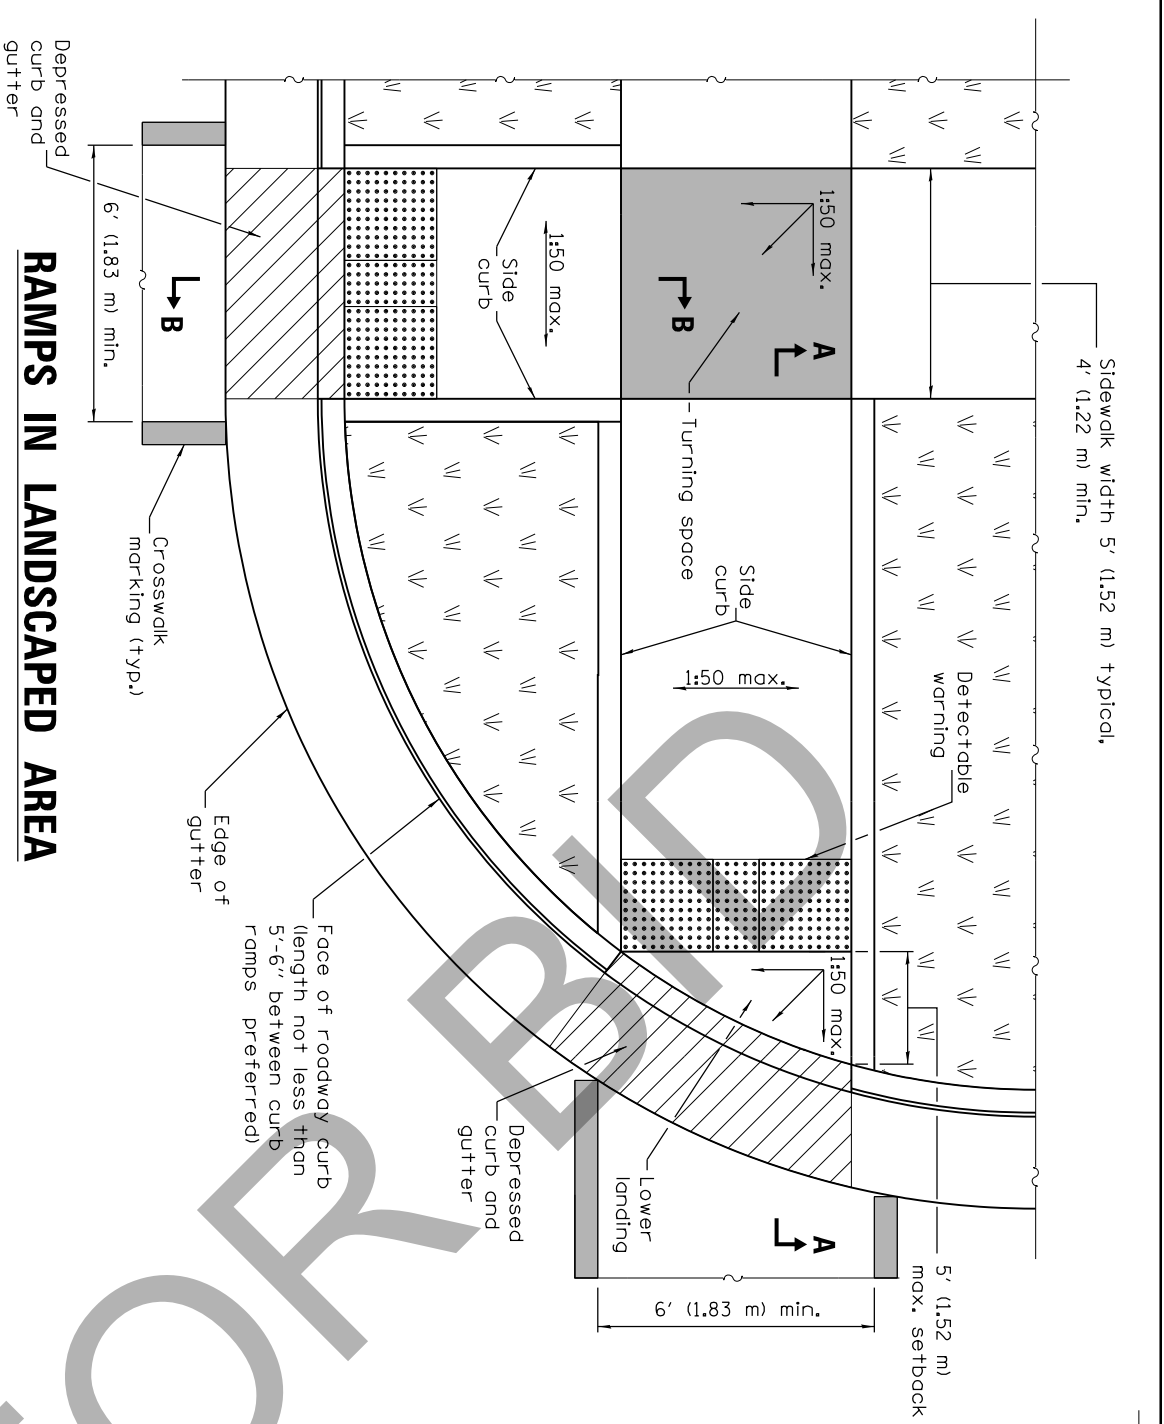 Sidewalk width 5' (1.52 m) typical,
4' (1.22 m) min.
5' (1.52 m)
max. setback
1:50 max.
A
A
B
B
Turning space
Side
curb
1:50 max.
Detectable
warning
1:50 max.
6' (1.83 m) min.
Lower
landing
1:50 max.
Side
curb
Depressed
curb and
gutter
Face of roadway curb
(length not less than
5'-6" between curb
ramps preferred)
Edge of
gutter
Crosswalk
marking (typ.)
6' (1.83 m) min.
Depressed
curb and
gutter
RAMPS IN LANDSCAPED AREA
OR BID